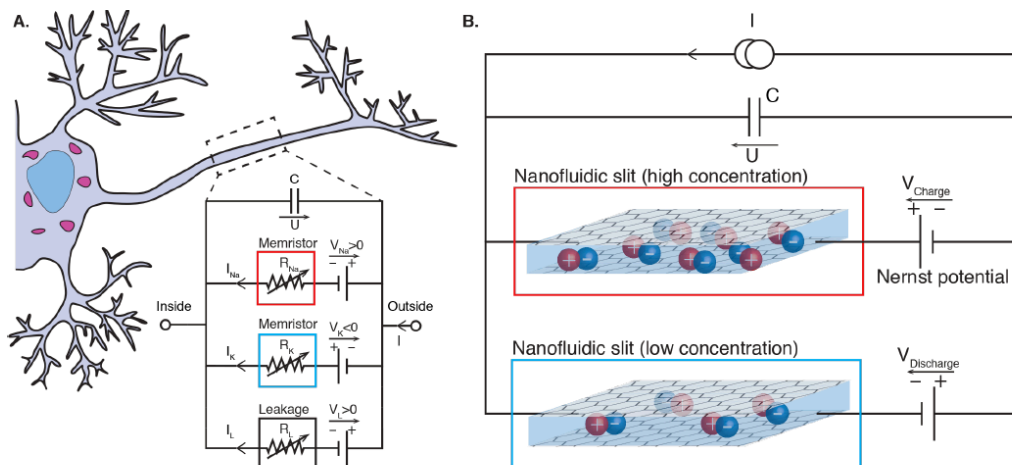 A.
C
U
Memristor
V_Na>0
I_Na
R_Na
− +
Inside
Outside
I
Memristor
V_K<0
I_K
R_K
+ −
Leakage
V_L>0
I_L
R_L
− +
B.
I
C
U
Nanofluidic slit (high concentration)
V_Charge
+ −
+ − + − + − + − + −
Nernst potential
Nanofluidic slit (low concentration)
V_Discharge
− +
+ − + − + −